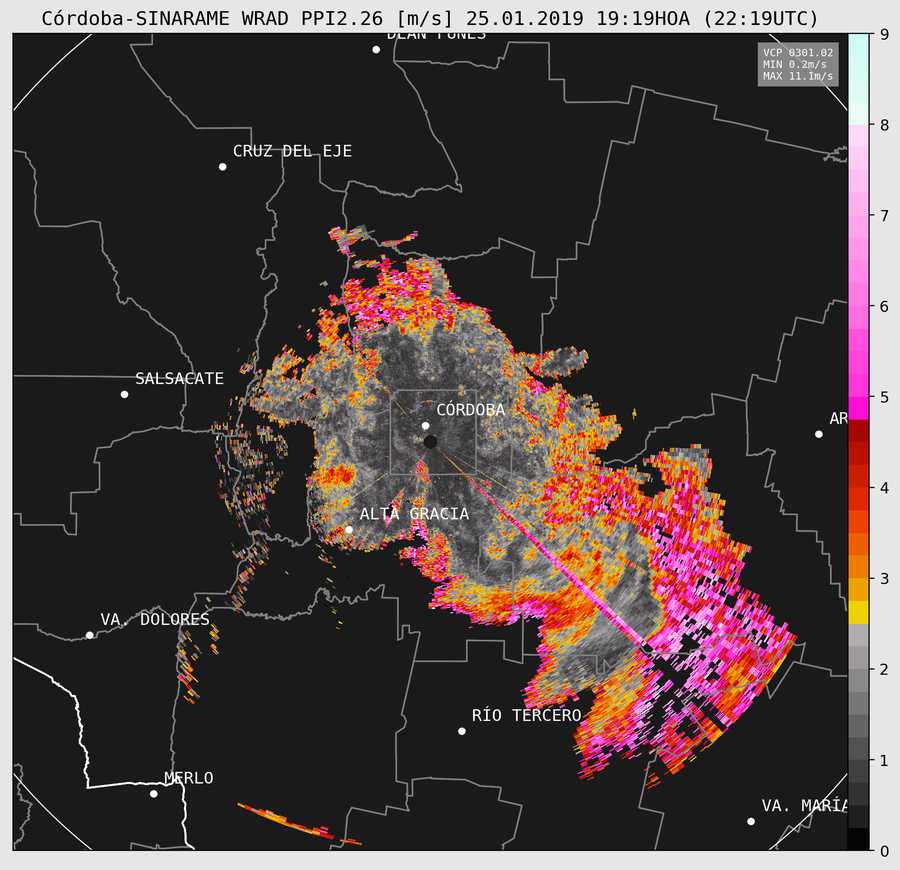 Córdoba-SINARAME WRAD PPI2.26 [m/s] 25.01.2019 19:19HOA (22:19UTC)
DEAN FUNES
VCP 0301.02
MIN 0.2m/s
MAX 11.1m/s
CRUZ DEL EJE
SALSACATE
CÓRDOBA
AR
ALTA GRACIA
VA. DOLORES
RÍO TERCERO
MERLO
VA. MARÍA
9
8
7
6
5
4
3
2
1
0